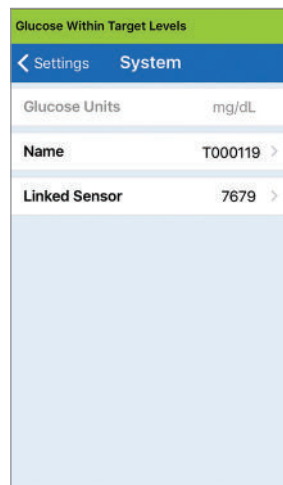 Glucose Within Target Levels
Settings System
Glucose Units mg/dL
Name T000119
Linked Sensor 7679